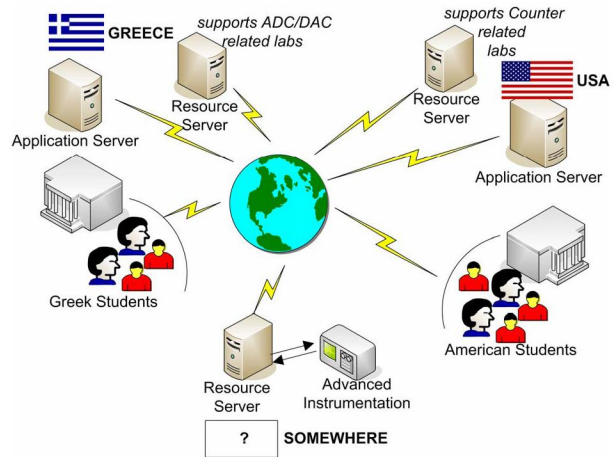 GREECE
supports ADC/DAC
related labs
Resource
Server
Application Server
supports Counter
related
labs
USA
Resource
Server
Application Server
Greek Students
American Students
Resource
Server
Advanced
Instrumentation
?
SOMEWHERE